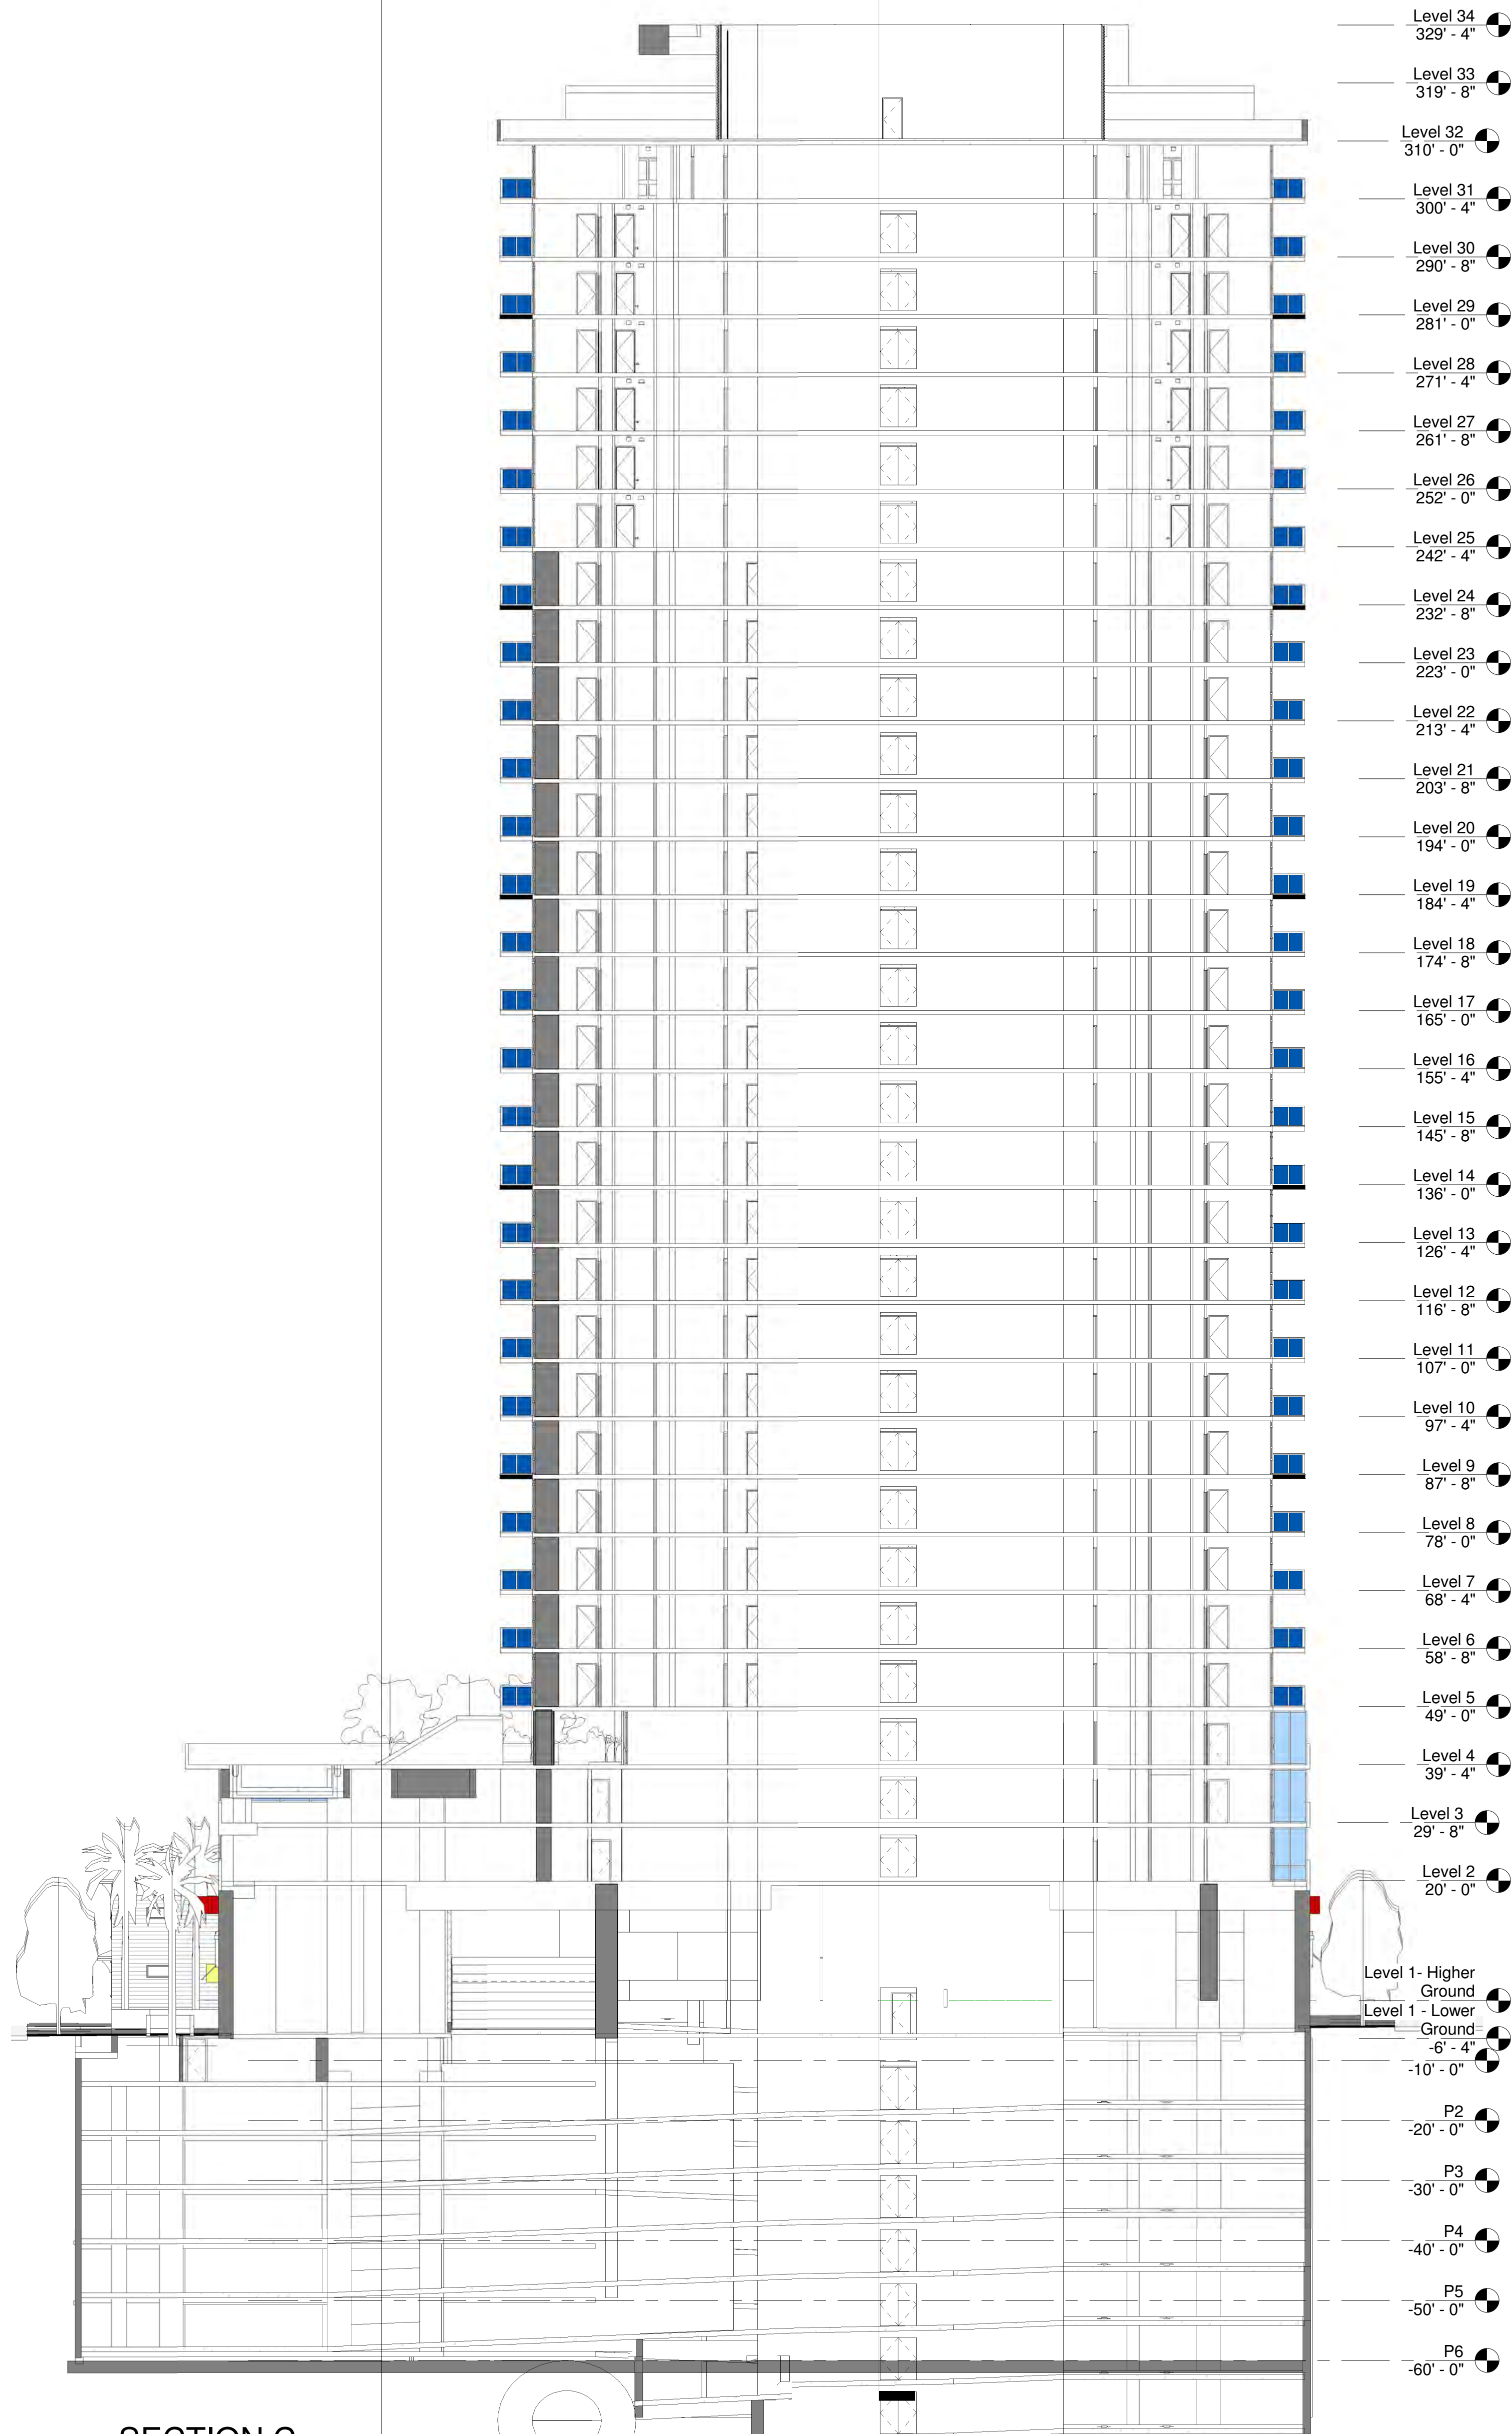 Level 34
329' - 4"
Level 33
319' - 8"
Level 32
310' - 0"
Level 31
300' - 4"
Level 30
290' - 8"
Level 29
281' - 0"
Level 28
271' - 4"
Level 27
261' - 8"
Level 26
252' - 0"
Level 25
242' - 4"
Level 24
232' - 8"
Level 23
223' - 0"
Level 22
213' - 4"
Level 21
203' - 8"
Level 20
194' - 0"
Level 19
184' - 4"
Level 18
174' - 8"
Level 17
165' - 0"
Level 16
155' - 4"
Level 15
145' - 8"
Level 14
136' - 0"
Level 13
126' - 4"
Level 12
116' - 8"
Level 11
107' - 0"
Level 10
97' - 4"
Level 9
87' - 8"
Level 8
78' - 0"
Level 7
68' - 4"
Level 6
58' - 8"
Level 5
49' - 0"
Level 4
39' - 4"
Level 3
29' - 8"
Level 2
20' - 0"
Level 1- Higher
Ground
Level 1 - Lower
Ground
-6' - 4"
-10' - 0"
P2
-20' - 0"
P3
-30' - 0"
P4
-40' - 0"
P5
-50' - 0"
P6
-60' - 0"
SECTION